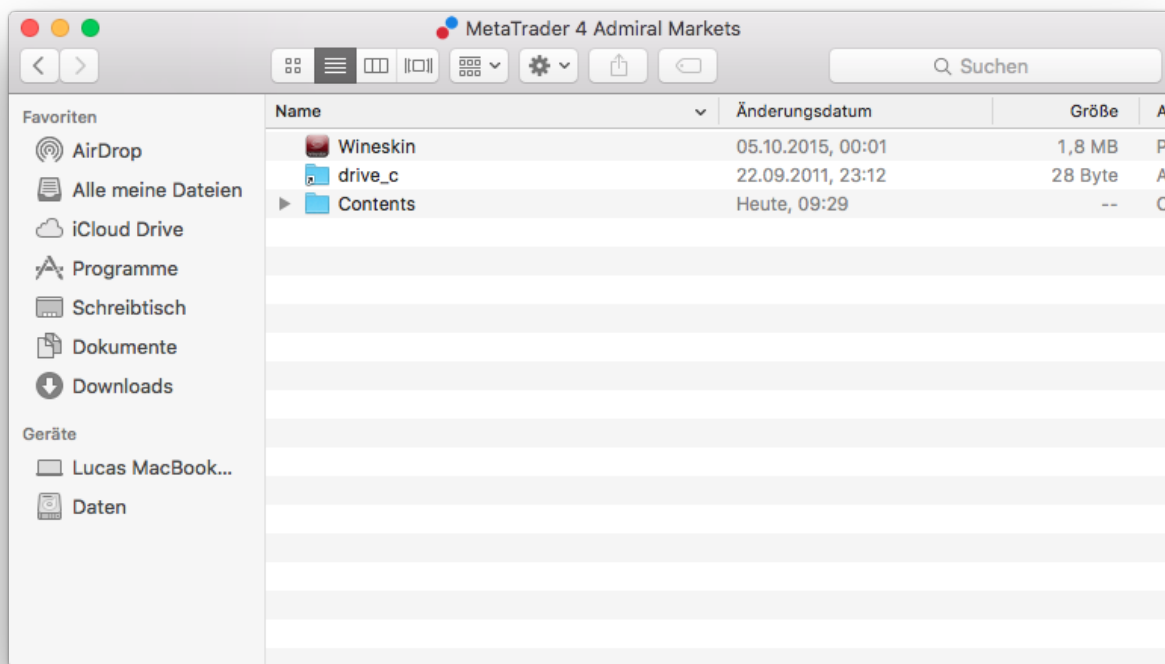 MetaTrader 4 Admiral Markets
Suchen
Favoriten
AirDrop
Alle meine Dateien
iCloud Drive
Programme
Schreibtisch
Dokumente
Downloads
Geräte
Lucas MacBook...
Daten
Name Änderungsdatum Größe
Wineskin 05.10.2015, 00:01 1,8 MB
drive_c 22.09.2011, 23:12 28 Byte
Contents Heute, 09:29 --